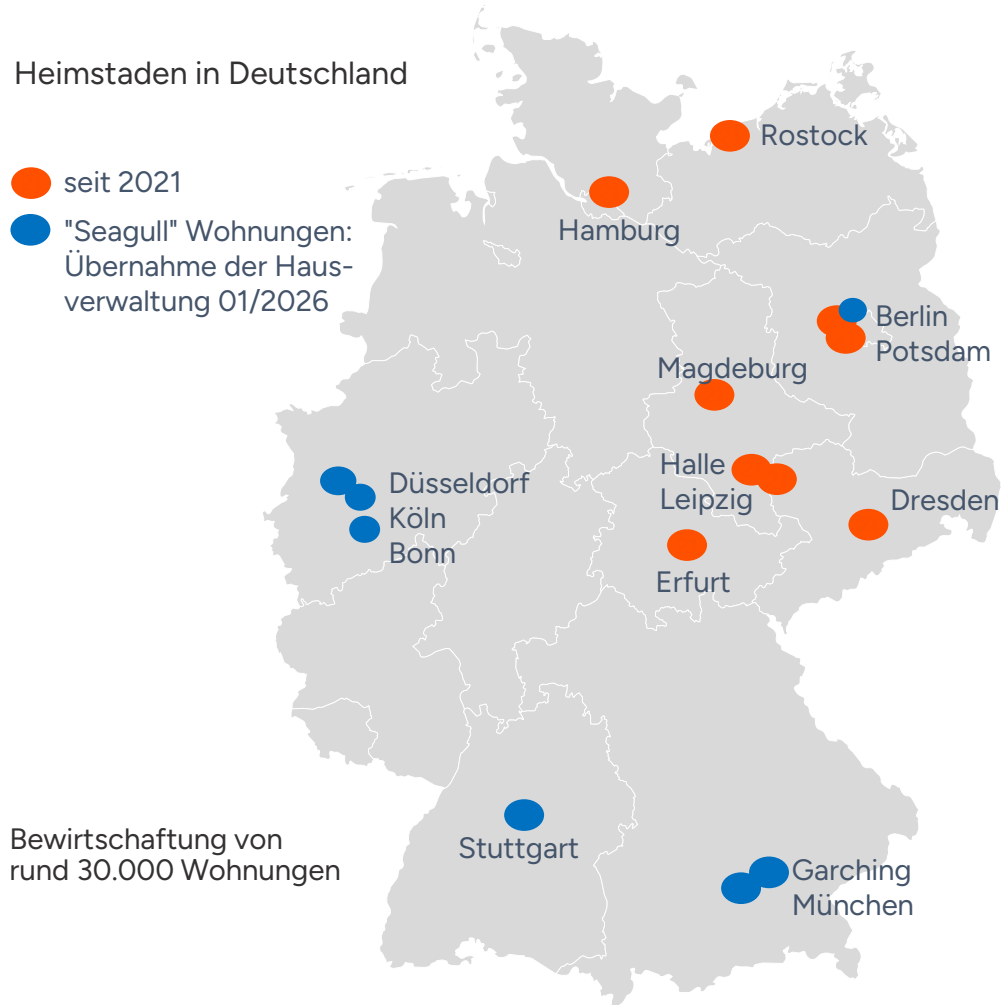 Heimstaden in Deutschland
seit 2021
"Seagull" Wohnungen:
Übernahme der Haus-
verwaltung 01/2026
Rostock
Hamburg
Berlin
Potsdam
Magdeburg
Halle
Leipzig
Dresden
Erfurt
Düsseldorf
Köln
Bonn
Stuttgart
Garching
München
Bewirtschaftung von
rund 30.000 Wohnungen